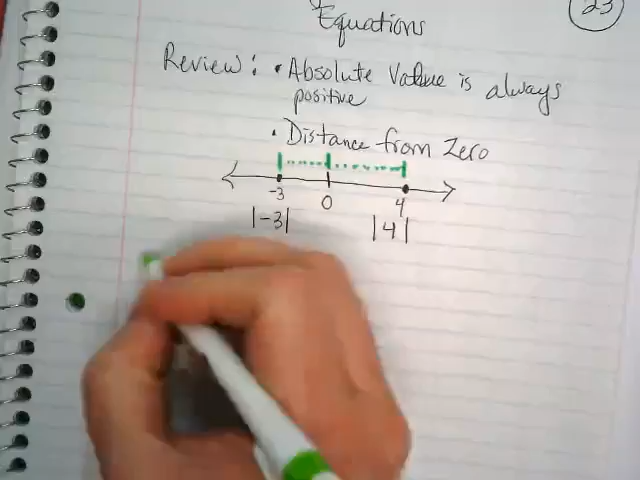 Equations
23
Review: • Absolute Value is always
positive
• Distance from Zero
-3 0 4
|-3| |4|